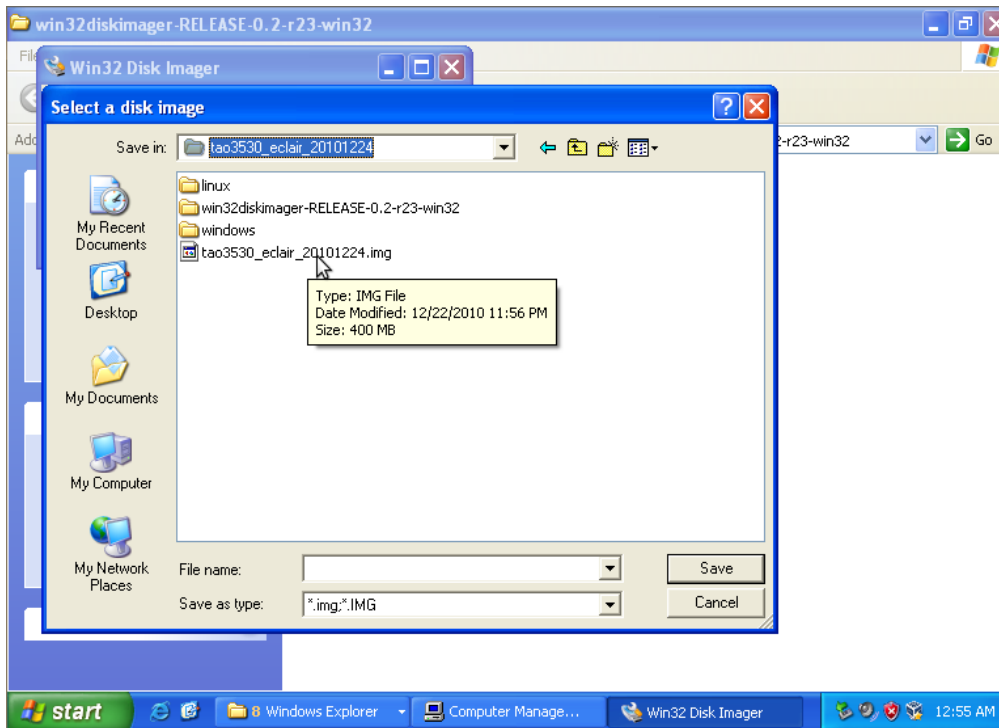 win32diskimager-RELEASE-0.2-r23-win32
File
Win32 Disk Imager
Select a disk image
Save in: tao3530_eclair_20101224
2-r23-win32
Go
linux
win32diskimager-RELEASE-0.2-r23-win32
windows
tao3530_eclair_20101224.img
My Recent
Documents
Type: IMG File
Date Modified: 12/22/2010 11:56 PM
Size: 400 MB
Desktop
My Documents
My Computer
My Network
Places
File name:
Save
Save as type: *.img;*.IMG
Cancel
start
8 Windows Explorer
Computer Manage...
Win32 Disk Imager
12:55 AM